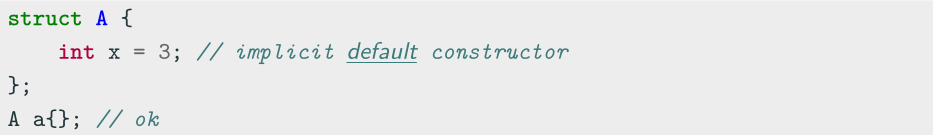 struct A {
    int x = 3; // implicit default constructor
};
A a{}; // ok